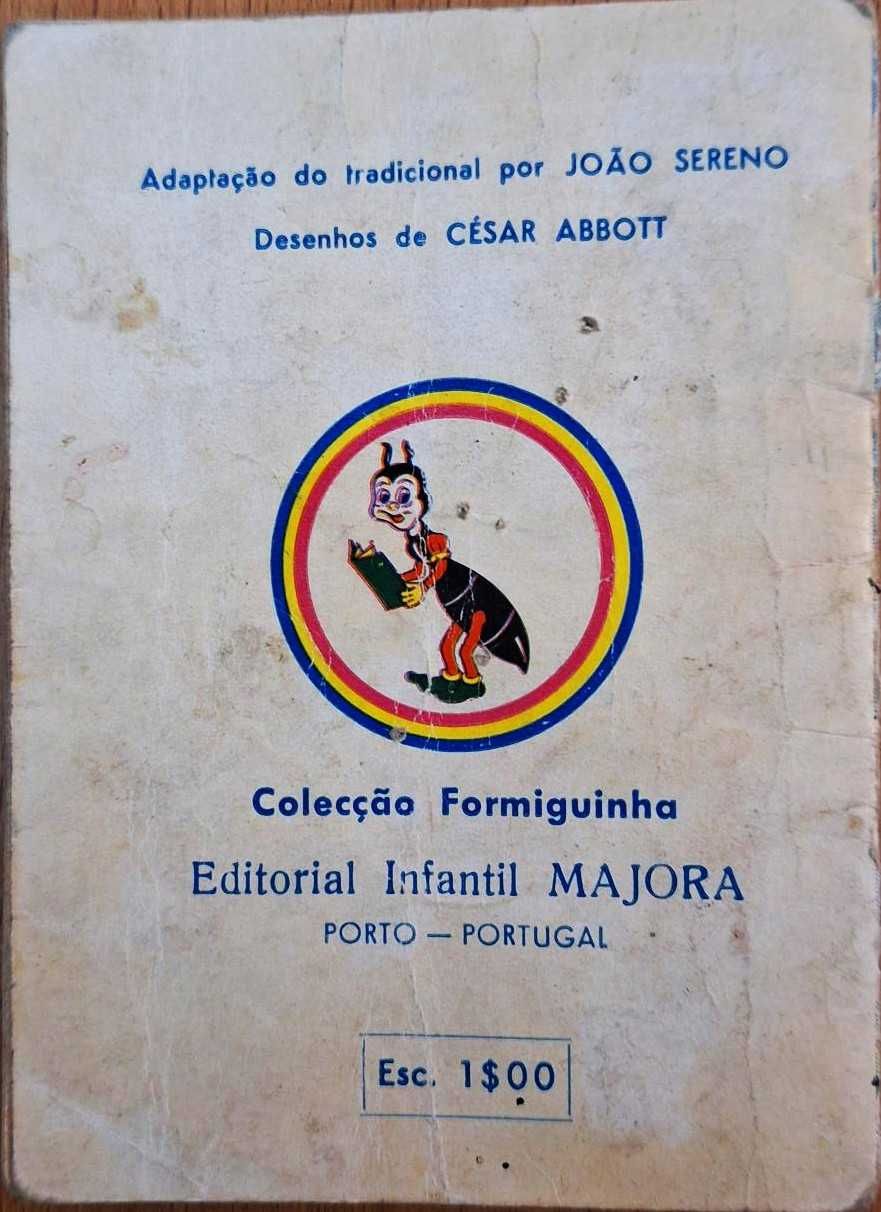 Adaptação do tradicional por JOÃO SERENO
Desenhos de CÉSAR ABBOTT
Colecção Formiguinha
Editorial Infantil MAJORA
PORTO — PORTUGAL
Esc. 1$00